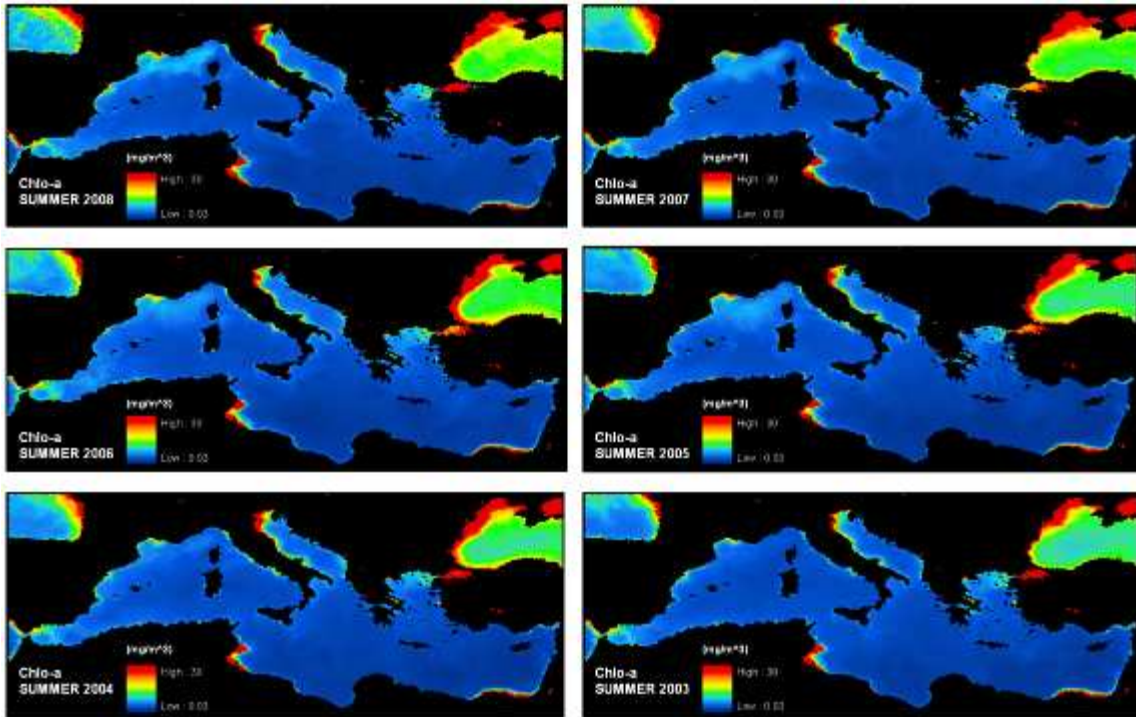 (mg/m^3)
High : 30
Chlo-a
SUMMER 2008
Low : 0.03
(mg/m^3)
High : 30
Chlo-a
SUMMER 2007
Low : 0.03
(mg/m^3)
High : 30
Chlo-a
SUMMER 2006
Low : 0.03
(mg/m^3)
High : 30
Chlo-a
SUMMER 2005
Low : 0.03
(mg/m^3)
High : 30
Chlo-a
SUMMER 2004
Low : 0.03
(mg/m^3)
High : 30
Chlo-a
SUMMER 2003
Low : 0.03